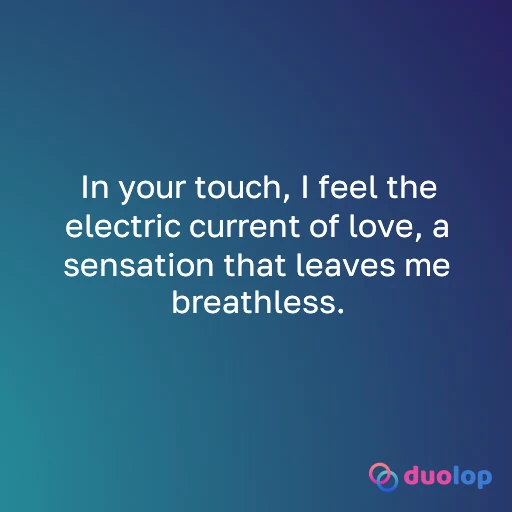 In your touch, I feel the
electric current of love, a
sensation that leaves me
breathless.
duolop